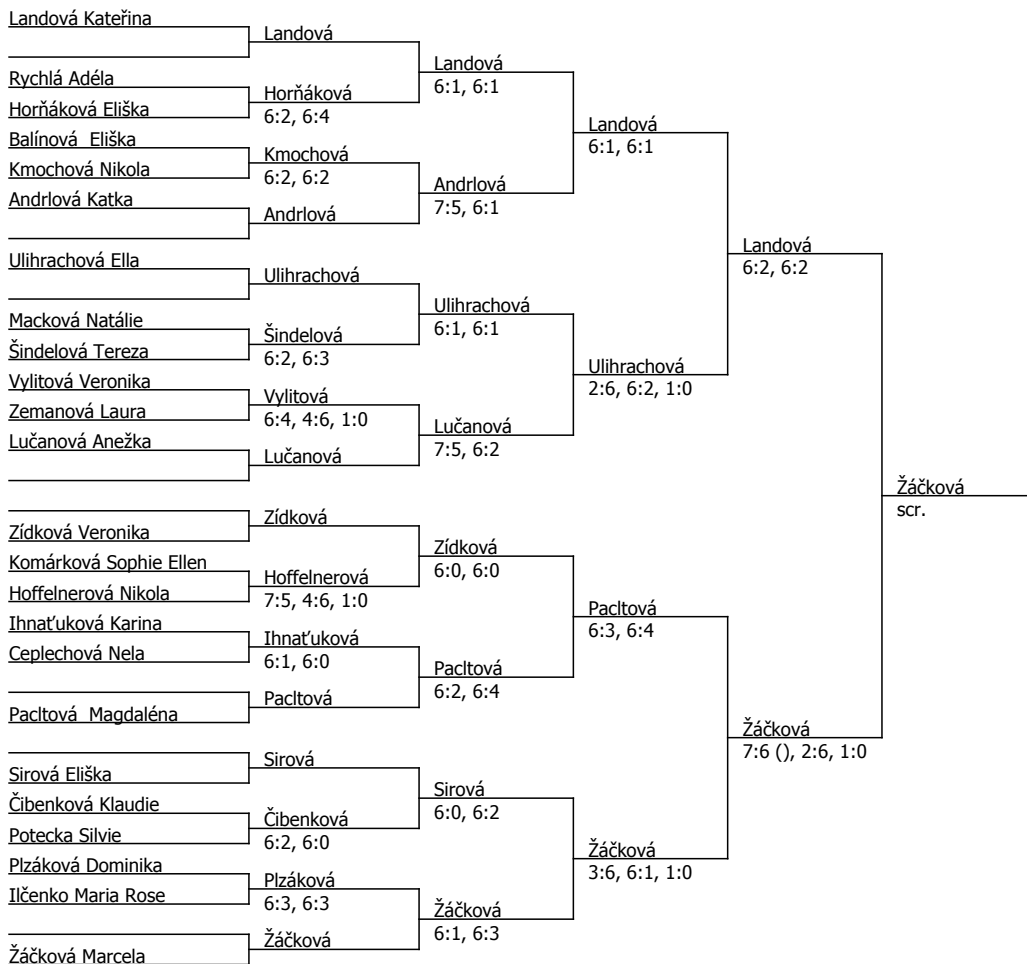 Landová Kateřina
Landová
Landová
6:1, 6:1
Rychlá Adéla
Horňáková Eliška
Horňáková
6:2, 6:4
Landová
6:1, 6:1
Balínová  Eliška
Kmochová Nikola
Kmochová
6:2, 6:2
Andrlová
7:5, 6:1
Andrlová Katka
Andrlová
Landová
6:2, 6:2
Ulihrachová Ella
Ulihrachová
Ulihrachová
6:1, 6:1
Macková Natálie
Šindelová Tereza
Šindelová
6:2, 6:3
Ulihrachová
2:6, 6:2, 1:0
Vylitová Veronika
Zemanová Laura
Vylitová
6:4, 4:6, 1:0
Lučanová
7:5, 6:2
Lučanová Anežka
Lučanová
Žáčková
scr.
Zídková Veronika
Zídková
Zídková
6:0, 6:0
Komárková Sophie Ellen
Hoffelnerová Nikola
Hoffelnerová
7:5, 4:6, 1:0
Pacltová
6:3, 6:4
Ihnaťuková Karina
Ceplechová Nela
Ihnaťuková
6:1, 6:0
Pacltová
6:2, 6:4
Pacltová
Pacltová  Magdaléna
Žáčková
7:6 (), 2:6, 1:0
Sirová Eliška
Sirová
Sirová
6:0, 6:2
Čibenková Klaudie
Potecka Silvie
Čibenková
6:2, 6:0
Žáčková
3:6, 6:1, 1:0
Plzáková Dominika
Ilčenko Maria Rose
Plzáková
6:3, 6:3
Žáčková
6:1, 6:3
Žáčková
Žáčková Marcela